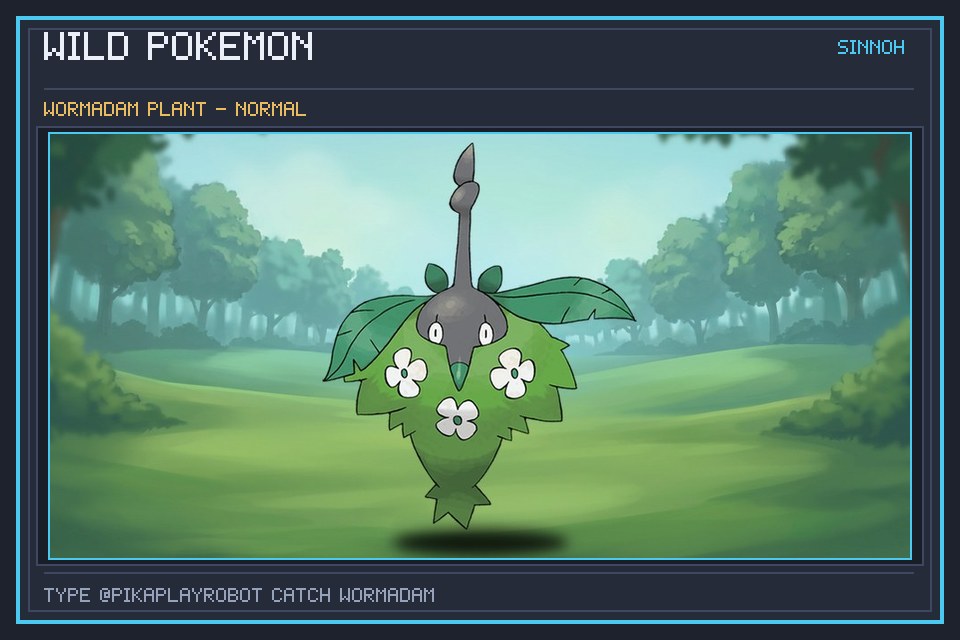 WILD POKEMON
SINNOH
WORMADAM PLANT - NORMAL
TYPE @PIKAPLAYROBOT CATCH WORMADAM